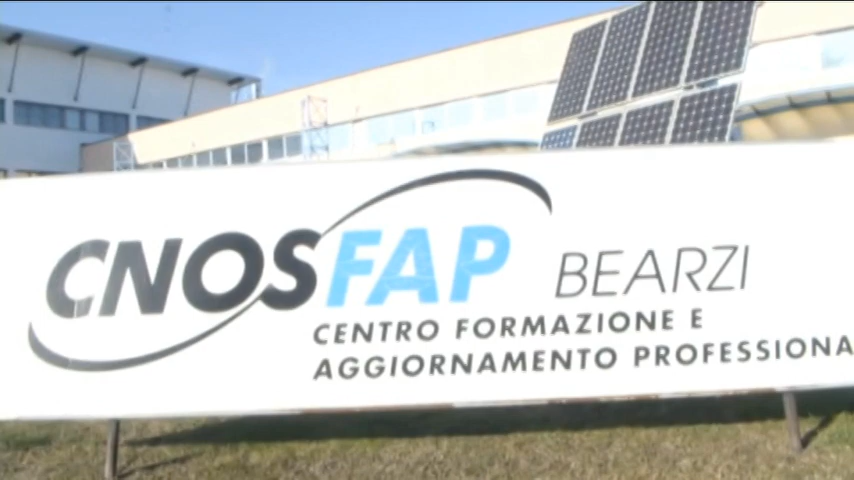 CNOSFAP BEARZI
CENTRO FORMAZIONE E
AGGIORNAMENTO PROFESSIONA